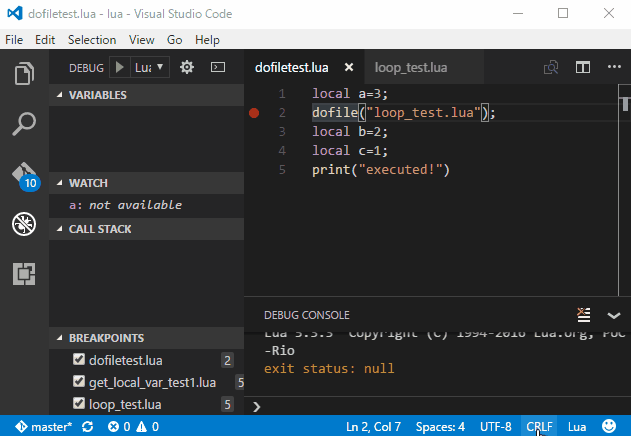 dofiletest.lua - lua - Visual Studio Code
File Edit Selection View Go Help
DEBUG Lua
VARIABLES
WATCH
a: not available
CALL STACK
BREAKPOINTS
dofiletest.lua 2
get_local_var_test1.lua 5
loop_test.lua 5
10
dofiletest.lua loop_test.lua
1 local a=3;
2 dofile("loop_test.lua");
3 local b=2;
4 local c=1;
5 print("executed!")
DEBUG CONSOLE
Lua 5.3.3 Copyright (C) 1994-2016 Lua.org, PUC
-Rio
exit status: null
master* 0 0 Ln 2, Col 7 Spaces: 4 UTF-8 CRLF Lua